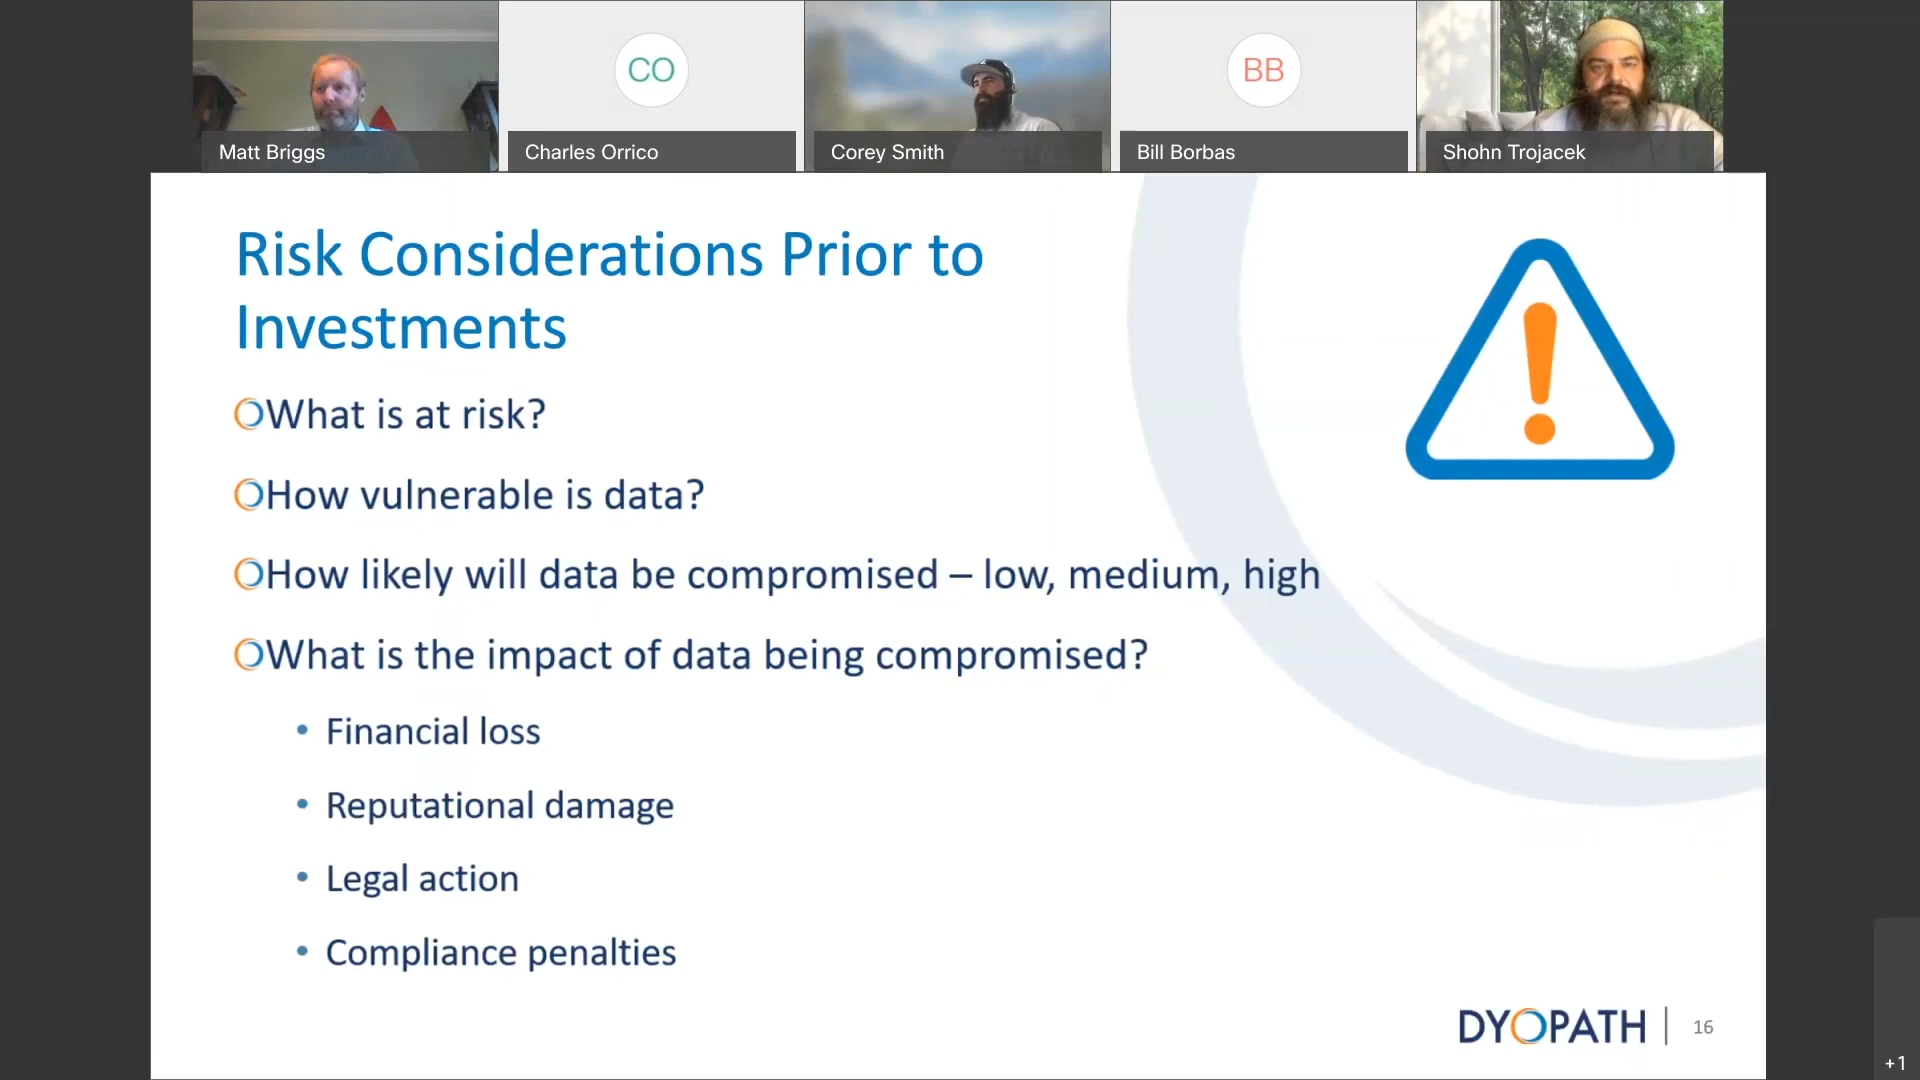 Matt Briggs
CO
Charles Orrico
Corey Smith
BB
Bill Borbas
Shohn Trojacek
Risk Considerations Prior to
Investments
What is at risk?
How vulnerable is data?
How likely will data be compromised – low, medium, high
What is the impact of data being compromised?
• Financial loss
• Reputational damage
• Legal action
• Compliance penalties
DYOPATH
16
+1